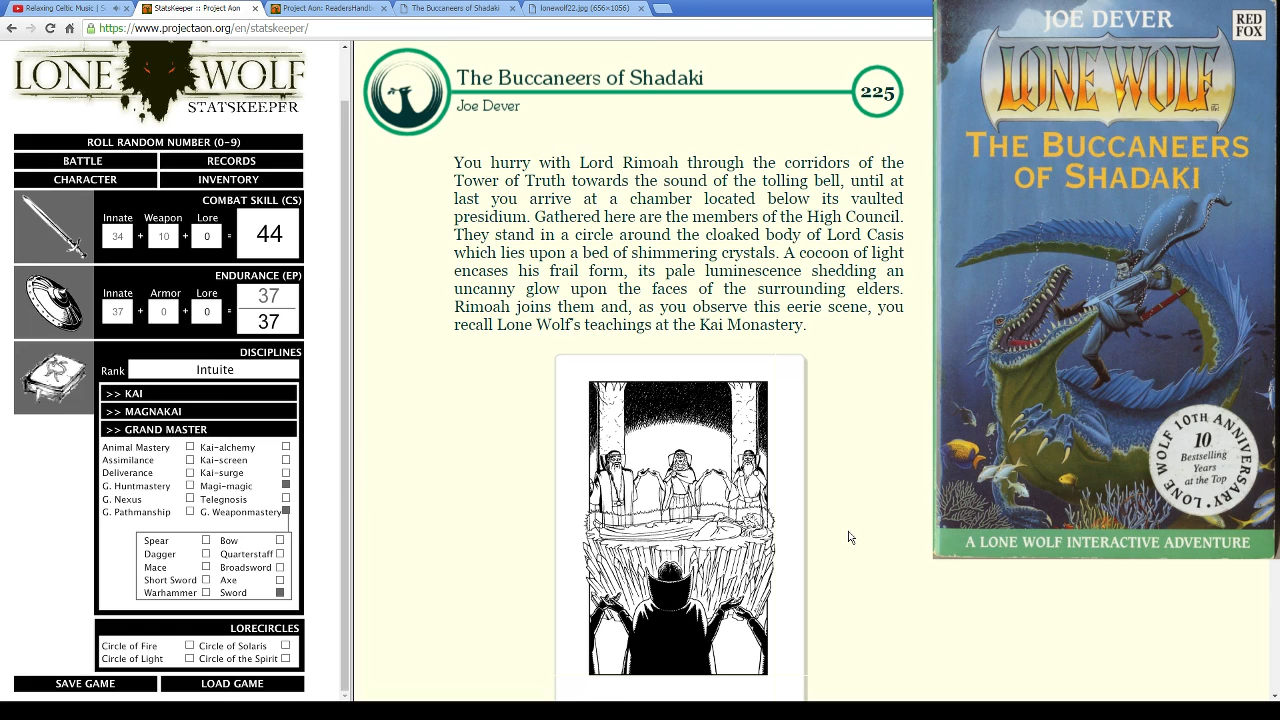 Relaxing Celtic Music | S
StatsKeeper :: Project Aon
Project Aon: ReadersHandb
The Buccaneers of Shadaki
lonewolf22.jpg (656×1056)
https://www.projectaon.org/en/statskeeper/
LONE WOLF
STATSKEEPER
ROLL RANDOM NUMBER (0-9)
BATTLE RECORDS
CHARACTER INVENTORY
COMBAT SKILL (CS)
Innate Weapon Lore
34 + 10 + 0 = 44
ENDURANCE (EP)
Innate Armor Lore
37
37 + 0 + 0 = 37
DISCIPLINES
Rank Intuite
>> KAI
>> MAGNAKAI
>> GRAND MASTER
Animal Mastery Kai-alchemy
Assimilance Kai-screen
Deliverance Kai-surge
G. Huntmastery Magi-magic
G. Nexus Telegnosis
G. Pathmanship G. Weaponmastery
Spear Bow
Dagger Quarterstaff
Mace Broadsword
Short Sword Axe
Warhammer Sword
LORECIRCLES
Circle of Fire Circle of Solaris
Circle of Light Circle of the Spirit
SAVE GAME LOAD GAME
The Buccaneers of Shadaki
Joe Dever
225
You hurry with Lord Rimoah through the corridors of the
Tower of Truth towards the sound of the tolling bell, until at
last you arrive at a chamber located below its vaulted
presidium. Gathered here are the members of the High Council.
They stand in a circle around the cloaked body of Lord Casis
which lies upon a bed of shimmering crystals. A cocoon of light
encases his frail form, its pale luminescence shedding an
uncanny glow upon the faces of the surrounding elders.
Rimoah joins them and, as you observe this eerie scene, you
recall Lone Wolf's teachings at the Kai Monastery.
JOE DEVER
RED
FOX
LONE WOLF
THE BUCCANEERS
OF SHADAKI
LONE WOLF 10TH ANNIVERSARY
10
Bestselling
Years
at the Top
A LONE WOLF INTERACTIVE ADVENTURE